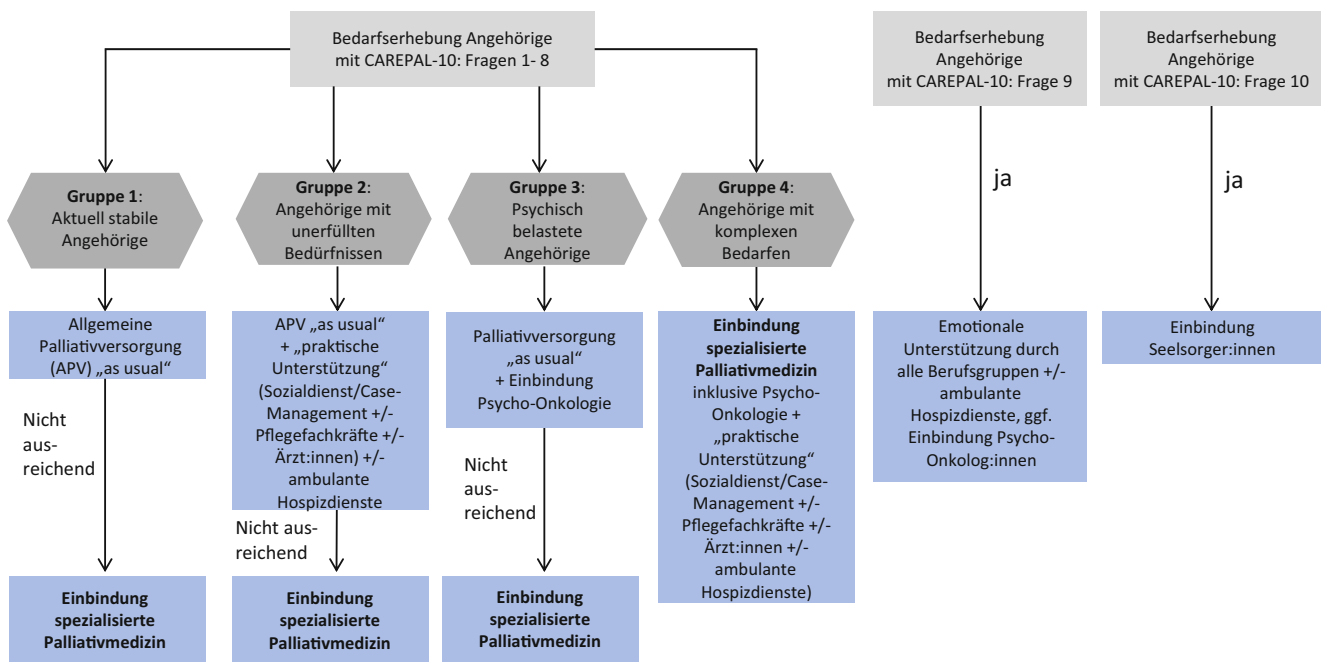 Bedarfserhebung Angehörige
mit CAREPAL-10: Fragen 1- 8
Bedarfserhebung
Angehörige
mit CAREPAL-10: Frage 9
Bedarfserhebung
Angehörige
mit CAREPAL-10: Frage 10
Gruppe 1:
Aktuell stabile
Angehörige
Gruppe 2:
Angehörige mit
unerfüllten
Bedürfnissen
Gruppe 3:
Psychisch
belastete
Angehörige
Gruppe 4:
Angehörige mit
komplexen
Bedarfen
ja
ja
Allgemeine
Palliativversorgung
(APV) „as usual“
APV „as usual“
+ „praktische
Unterstützung“
(Sozialdienst/Case-
Management +/-
Pflegefachkräfte +/-
Ärzt:innen) +/-
ambulante
Hospizdienste
Palliativversorgung
„as usual“
+ Einbindung
Psycho-Onkologie
Einbindung
spezialisierte
Palliativmedizin
inklusive Psycho-
Onkologie +
„praktische
Unterstützung“
(Sozialdienst/Case-
Management +/-
Pflegefachkräfte +/-
Ärzt:innen +/-
ambulante
Hospizdienste)
Emotionale
Unterstützung durch
alle Berufsgruppen +/-
ambulante
Hospizdienste, ggf.
Einbindung Psycho-
Onkolog:innen
Einbindung
Seelsorger:innen
Nicht
aus-
reichend
Nicht aus-
reichend
Nicht
aus-
reichend
Einbindung
spezialisierte
Palliativmedizin
Einbindung
spezialisierte
Palliativmedizin
Einbindung
spezialisierte
Palliativmedizin